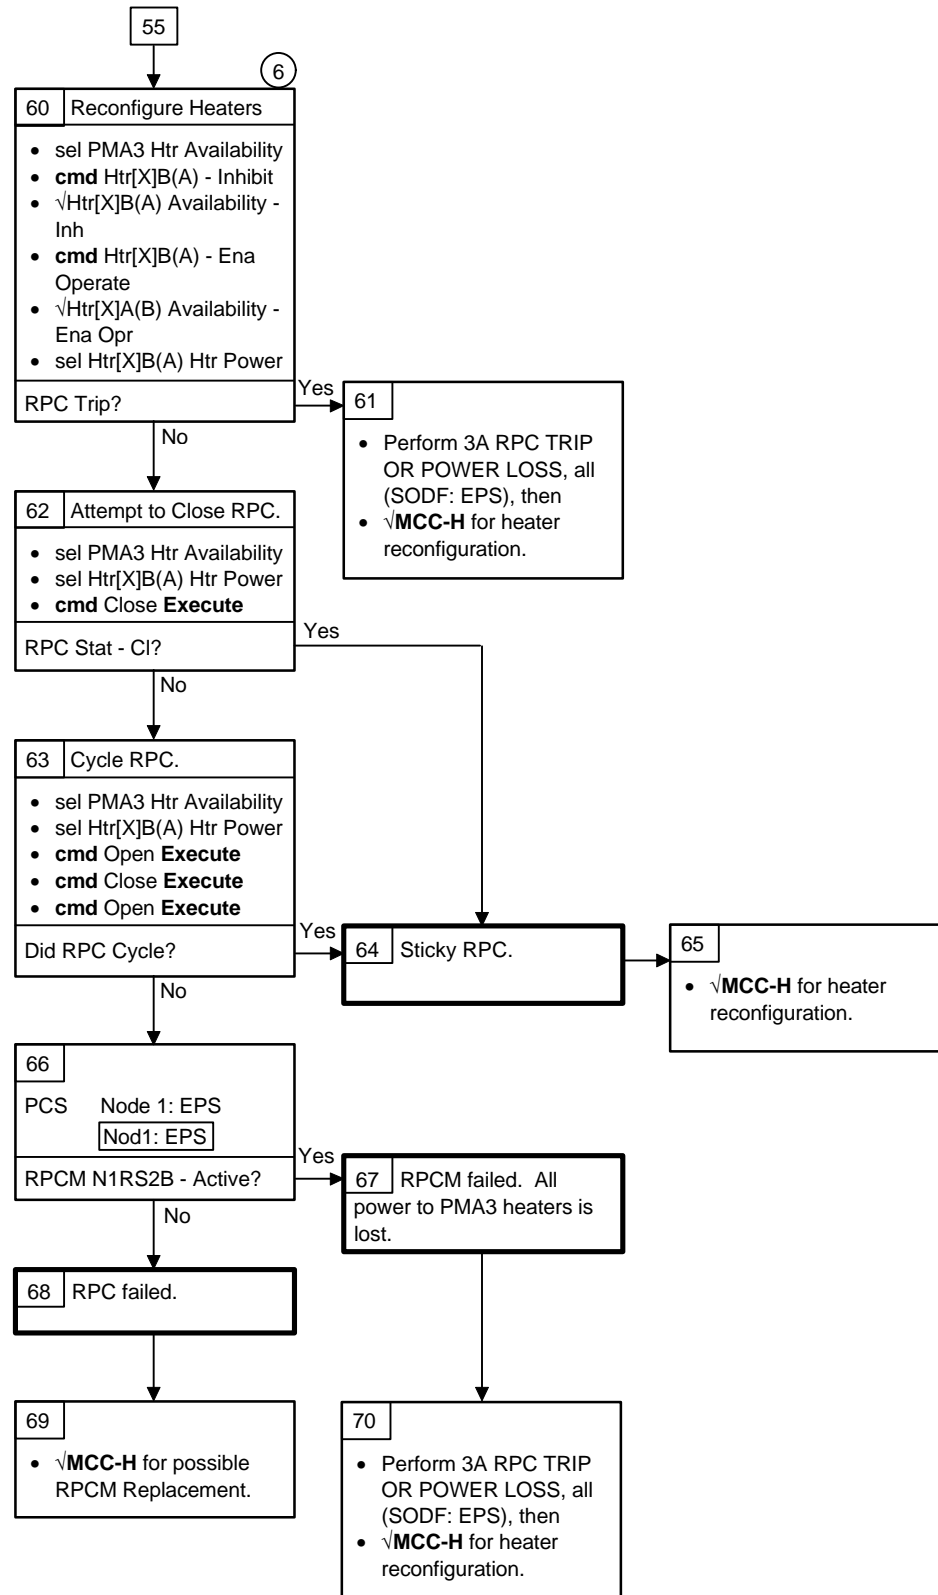 55
6
60 Reconfigure Heaters
• sel PMA3 Htr Availability
• cmd Htr[X]B(A) - Inhibit
• √Htr[X]B(A) Availability -
Inh
• cmd Htr[X]B(A) - Ena
Operate
• √Htr[X]A(B) Availability -
Ena Opr
• sel Htr[X]B(A) Htr Power
RPC Trip?
Yes
No
61
• Perform 3A RPC TRIP
OR POWER LOSS, all
(SODF: EPS), then
• √MCC-H for heater
reconfiguration.
62 Attempt to Close RPC.
• sel PMA3 Htr Availability
• sel Htr[X]B(A) Htr Power
• cmd Close Execute
RPC Stat - Cl?
Yes
No
63 Cycle RPC.
• sel PMA3 Htr Availability
• sel Htr[X]B(A) Htr Power
• cmd Open Execute
• cmd Close Execute
• cmd Open Execute
Did RPC Cycle?
Yes
No
64 Sticky RPC.
65
• √MCC-H for heater
reconfiguration.
66
PCS Node 1: EPS
Nod1: EPS
RPCM N1RS2B - Active?
Yes
No
67 RPCM failed. All
power to PMA3 heaters is
lost.
68 RPC failed.
69
• √MCC-H for possible
RPCM Replacement.
70
• Perform 3A RPC TRIP
OR POWER LOSS, all
(SODF: EPS), then
• √MCC-H for heater
reconfiguration.